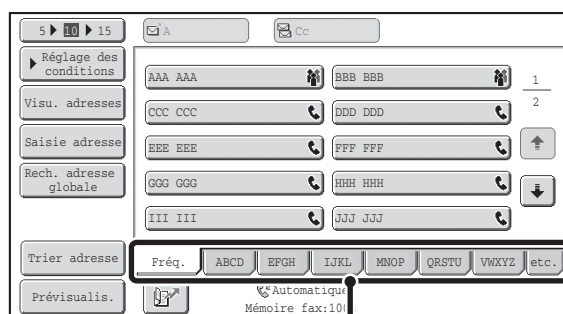 5 10 15
A
Cc
Réglage des
conditions
Visu. adresses
Saisie adresse
Rech. adresse
globale
Trier adresse
Prévisualis.
AAA AAA
BBB BBB
CCC CCC
DDD DDD
EEE EEE
FFF FFF
GGG GGG
HHH HHH
III III
JJJ JJJ
1
2
Fréq. ABCD EFGH IJKL MNOP QRSTU VWXYZ etc.
Automatique
Mémoire fax: